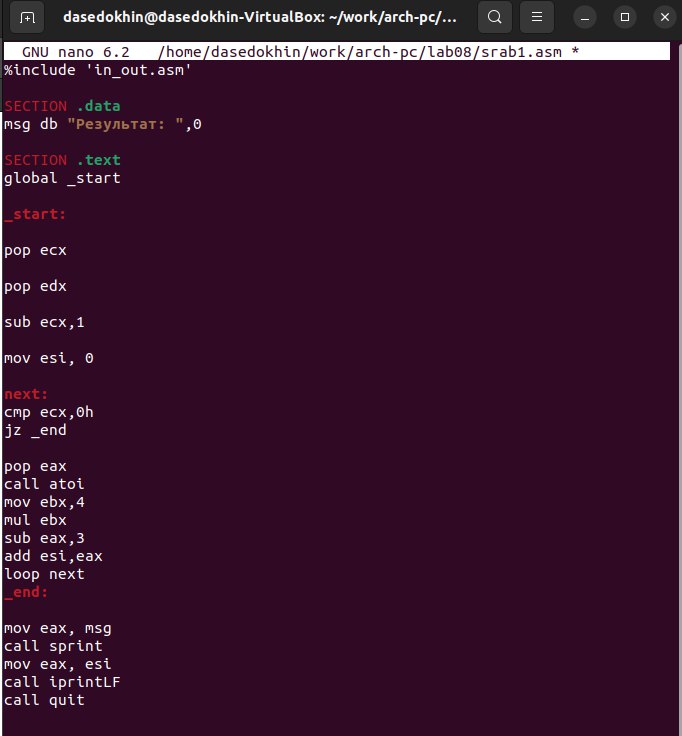 dasedokhin@dasedokhin-VirtualBox: ~/work/arch-pc/...
GNU nano 6.2 /home/dasedokhin/work/arch-pc/lab08/srab1.asm *
%include 'in_out.asm'
SECTION .data
msg db "Результат: ",0
SECTION .text
global _start
_start:
pop ecx
pop edx
sub ecx,1
mov esi, 0
next:
cmp ecx,0h
jz _end
pop eax
call atoi
mov ebx,4
mul ebx
sub eax,3
add esi,eax
loop next
_end:
mov eax, msg
call sprint
mov eax, esi
call iprintLF
call quit